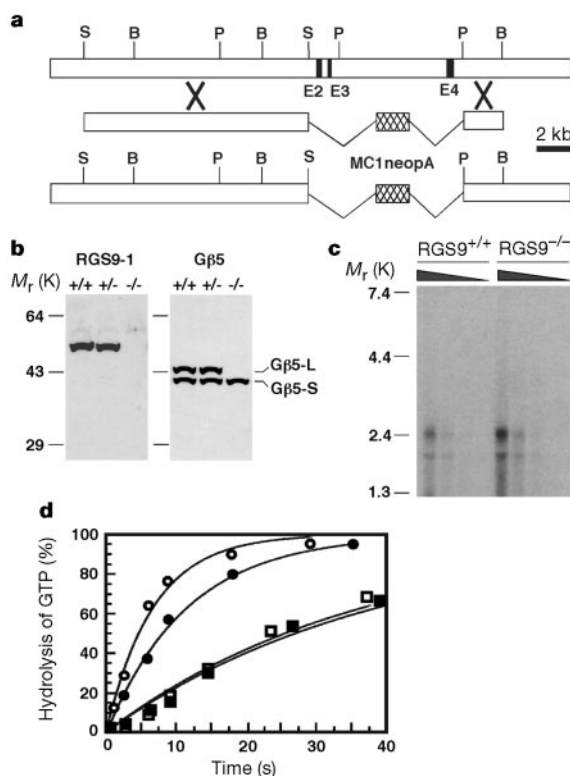 a
S B P B S P P B
E2 E3 E4
2 kb
MC1neopA
S B P B S P B
b
RGS9-1 Gβ5
Mr (K) +/+ +/- -/- +/+ +/- -/-
64
43
29
Gβ5-L
Gβ5-S
c
RGS9+/+ RGS9−/−
Mr (K)
7.4
4.4
2.4
1.3
d
Hydrolysis of GTP (%)
100
80
60
40
20
0
0 10 20 30 40
Time (s)